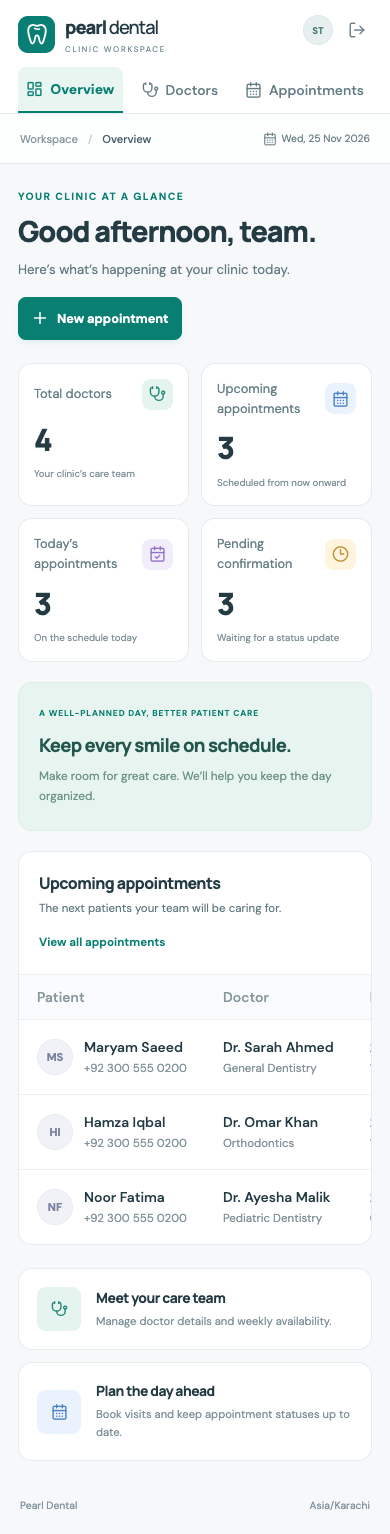 pearl dental
CLINIC WORKSPACE
ST
Overview
Doctors
Appointments
Workspace / Overview
Wed, 25 Nov 2026
YOUR CLINIC AT A GLANCE
Good afternoon, team.
Here’s what’s happening at your clinic today.
New appointment
Total doctors
4
Your clinic’s care team
Upcoming
appointments
3
Scheduled from now onward
Today’s
appointments
3
On the schedule today
Pending
confirmation
3
Waiting for a status update
A WELL-PLANNED DAY, BETTER PATIENT CARE
Keep every smile on schedule.
Make room for great care. We’ll help you keep the day
organized.
Upcoming appointments
The next patients your team will be caring for.
View all appointments
Patient
Doctor
MS
Maryam Saeed
+92 300 555 0200
Dr. Sarah Ahmed
General Dentistry
HI
Hamza Iqbal
+92 300 555 0200
Dr. Omar Khan
Orthodontics
NF
Noor Fatima
+92 300 555 0200
Dr. Ayesha Malik
Pediatric Dentistry
Meet your care team
Manage doctor details and weekly availability.
Plan the day ahead
Book visits and keep appointment statuses up to
date.
Pearl Dental
Asia/Karachi